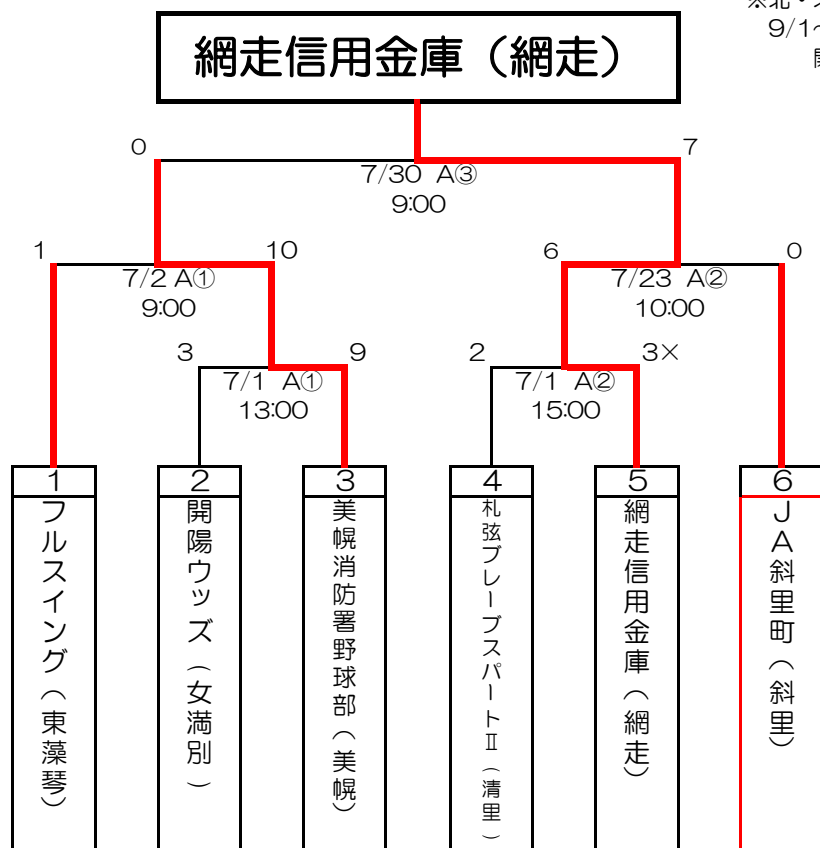 ※北・
9/1~
網走信用金庫（網走）
0
7
7/30 A③
9:00
1
10
6
0
7/2 A①
9:00
7/23 A②
10:00
3
9
2
3×
7/1 A①
13:00
7/1 A②
15:00
1
2
3
4
5
6
フルスイング（東藻琴）
開陽ウッズ（女満別）
美幌消防署野球部（美幌）
札弦ブレーブスパートⅡ（清里）
網走信用金庫（網走）
ＪＡ斜里町（斜里）